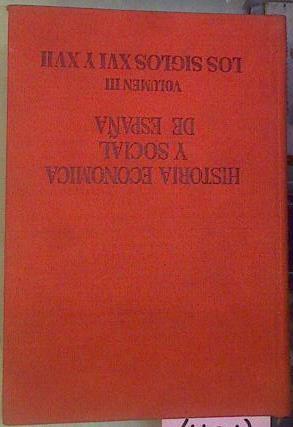 HISTORIA ECONOMICA
Y SOCIAL
DE ESPAÑA
VOLUMEN III
LOS SIGLOS XVI Y XVII